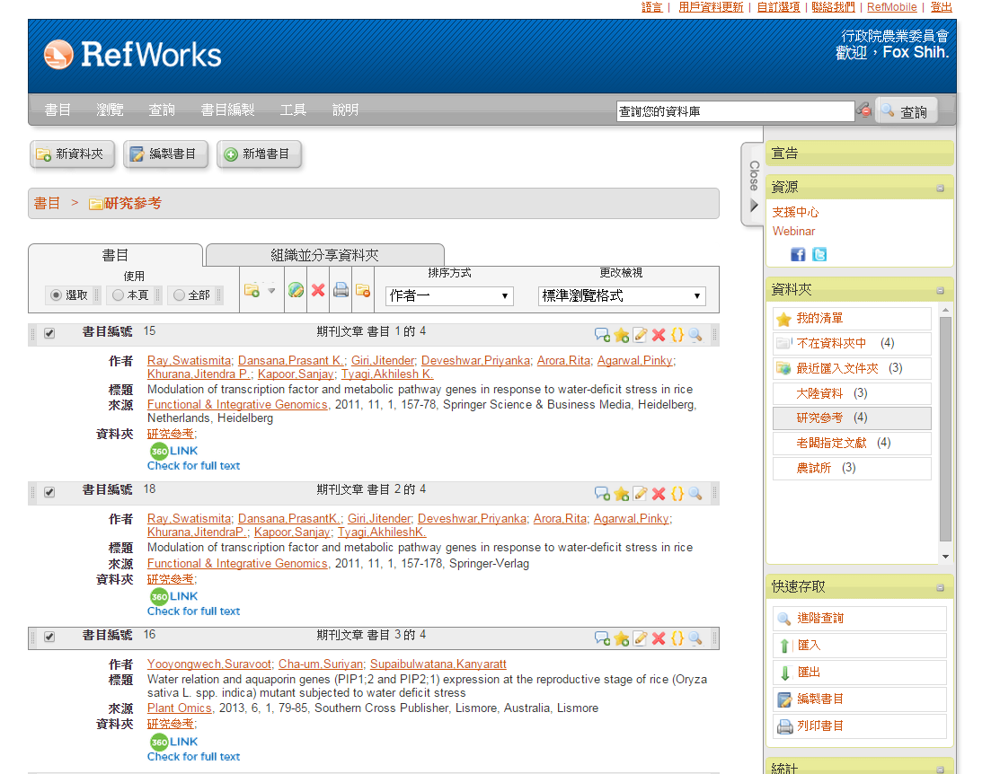 語言 | 用戶資料更新 | 自訂選項 | 聯絡我們 | RefMobile | 登出
RefWorks
行政院農業委員會
歡迎，Fox Shih.
書目 瀏覽 查詢 書目編製 工具 說明
查詢您的資料庫 查詢
新資料夾 編製書目 新增書目
書目 > 研究參考
書目 組織並分享資料夾
使用
選取 本頁 全部
排序方式
作者一
更改檢視
標準瀏覽格式
書目編號 15 期刊文章 書目 1 的 4
作者 Ray,Swatismita; Dansana,Prasant K.; Giri,Jitender; Deveshwar,Priyanka; Arora,Rita; Agarwal,Pinky;
Khurana,Jitendra P.; Kapoor,Sanjay; Tyagi,Akhilesh K.
標題 Modulation of transcription factor and metabolic pathway genes in response to water-deficit stress in rice
來源 Functional & Integrative Genomics, 2011, 11, 1, 157-78, Springer Science & Business Media, Heidelberg,
Netherlands, Heidelberg
資料夾 研究參考;
360 LINK
Check for full text
書目編號 18 期刊文章 書目 2 的 4
作者 Ray,Swatismita; Dansana,PrasantK.; Giri,Jitender; Deveshwar,Priyanka; Arora,Rita; Agarwal,Pinky;
Khurana,JitendraP.; Kapoor,Sanjay; Tyagi,AkhileshK.
標題 Modulation of transcription factor and metabolic pathway genes in response to water-deficit stress in rice
來源 Functional & Integrative Genomics, 2011, 11, 1, 157-178, Springer-Verlag
資料夾 研究參考;
360 LINK
Check for full text
書目編號 16 期刊文章 書目 3 的 4
作者 Yooyongwech,Suravoot; Cha-um,Suriyan; Supaibulwatana,Kanyaratt
標題 Water relation and aquaporin genes (PIP1;2 and PIP2;1) expression at the reproductive stage of rice (Oryza
sativa L. spp. indica) mutant subjected to water deficit stress
來源 Plant Omics, 2013, 6, 1, 79-85, Southern Cross Publisher, Lismore, Australia, Lismore
資料夾 研究參考;
360 LINK
Check for full text
Close
宣告
資源
支援中心
Webinar
資料夾
我的清單
不在資料夾中 (4)
最近匯入文件夾 (3)
大陸資料 (3)
研究參考 (4)
老闆指定文獻 (4)
農試所 (3)
快速存取
進階查詢
匯入
匯出
編製書目
列印書目
統計